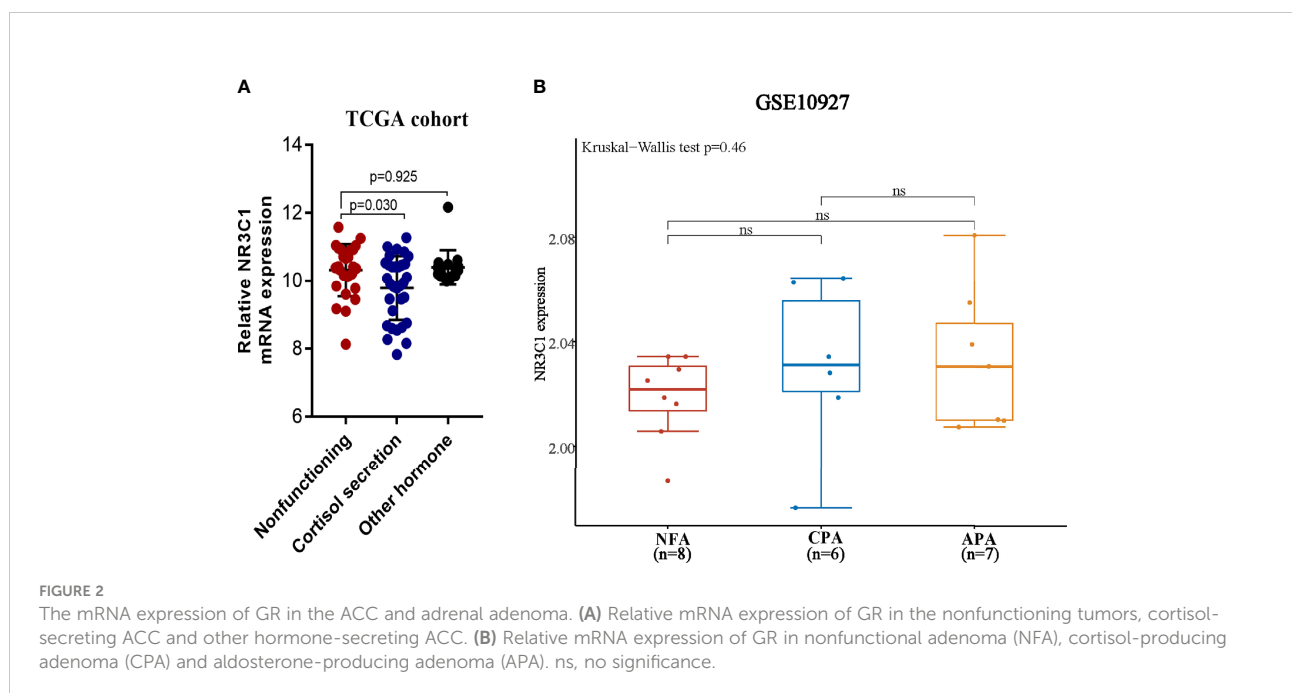 A
TCGA cohort
Relative NR3C1
mRNA expression
14
12
10
8
6
p=0.925
p=0.030
Nonfunctioning
Cortisol secretion
Other hormone
B
GSE10927
Kruskal−Wallis test p=0.46
ns
ns
ns
NR3C1 expression
2.08
2.04
2.00
NFA
(n=8)
CPA
(n=6)
APA
(n=7)
FIGURE 2
The mRNA expression of GR in the ACC and adrenal adenoma. (A) Relative mRNA expression of GR in the nonfunctioning tumors, cortisol-
secreting ACC and other hormone-secreting ACC. (B) Relative mRNA expression of GR in nonfunctional adenoma (NFA), cortisol-producing
adenoma (CPA) and aldosterone-producing adenoma (APA). ns, no significance.